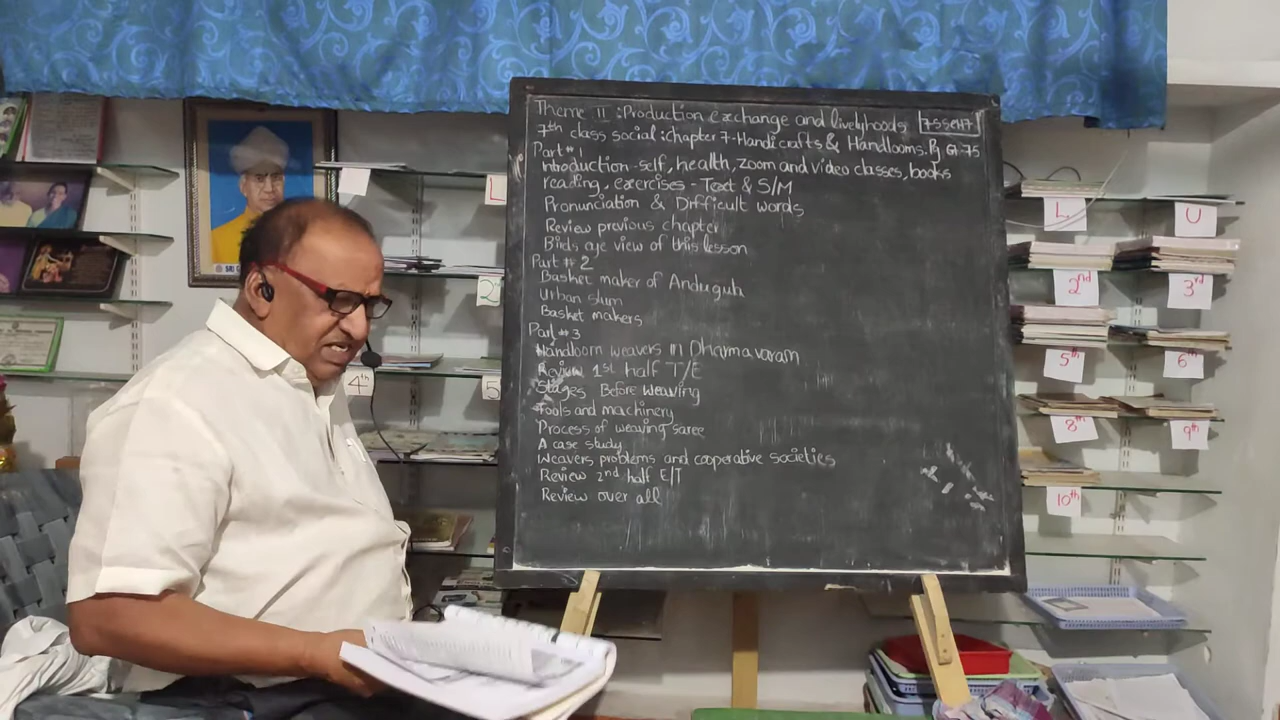 Theme II :Production exchange and livelyhoods 7SSEH7
7th class social :chapter 7-Handicrafts & Handlooms. Pg 75
Part #1
Introduction-self, health, zoom and video classes, books
reading, exercises - Text & S/M
Pronunciation & Difficult words
Review previous chapter
Birds eye view of this lesson
Part #2
Basket maker of Andugula
Urban slum
Basket makers
Part #3
Handloom weavers in Dharmavaram
Review 1st half T/E
Stages Before weaving
Tools and machinery
Process of weaving saree
A case study
Weavers problems and cooperative societies
Review 2nd half E/T
Review over all
L
U
2nd
3rd
5th
6th
8th
9th
10th
L
2
4th
5